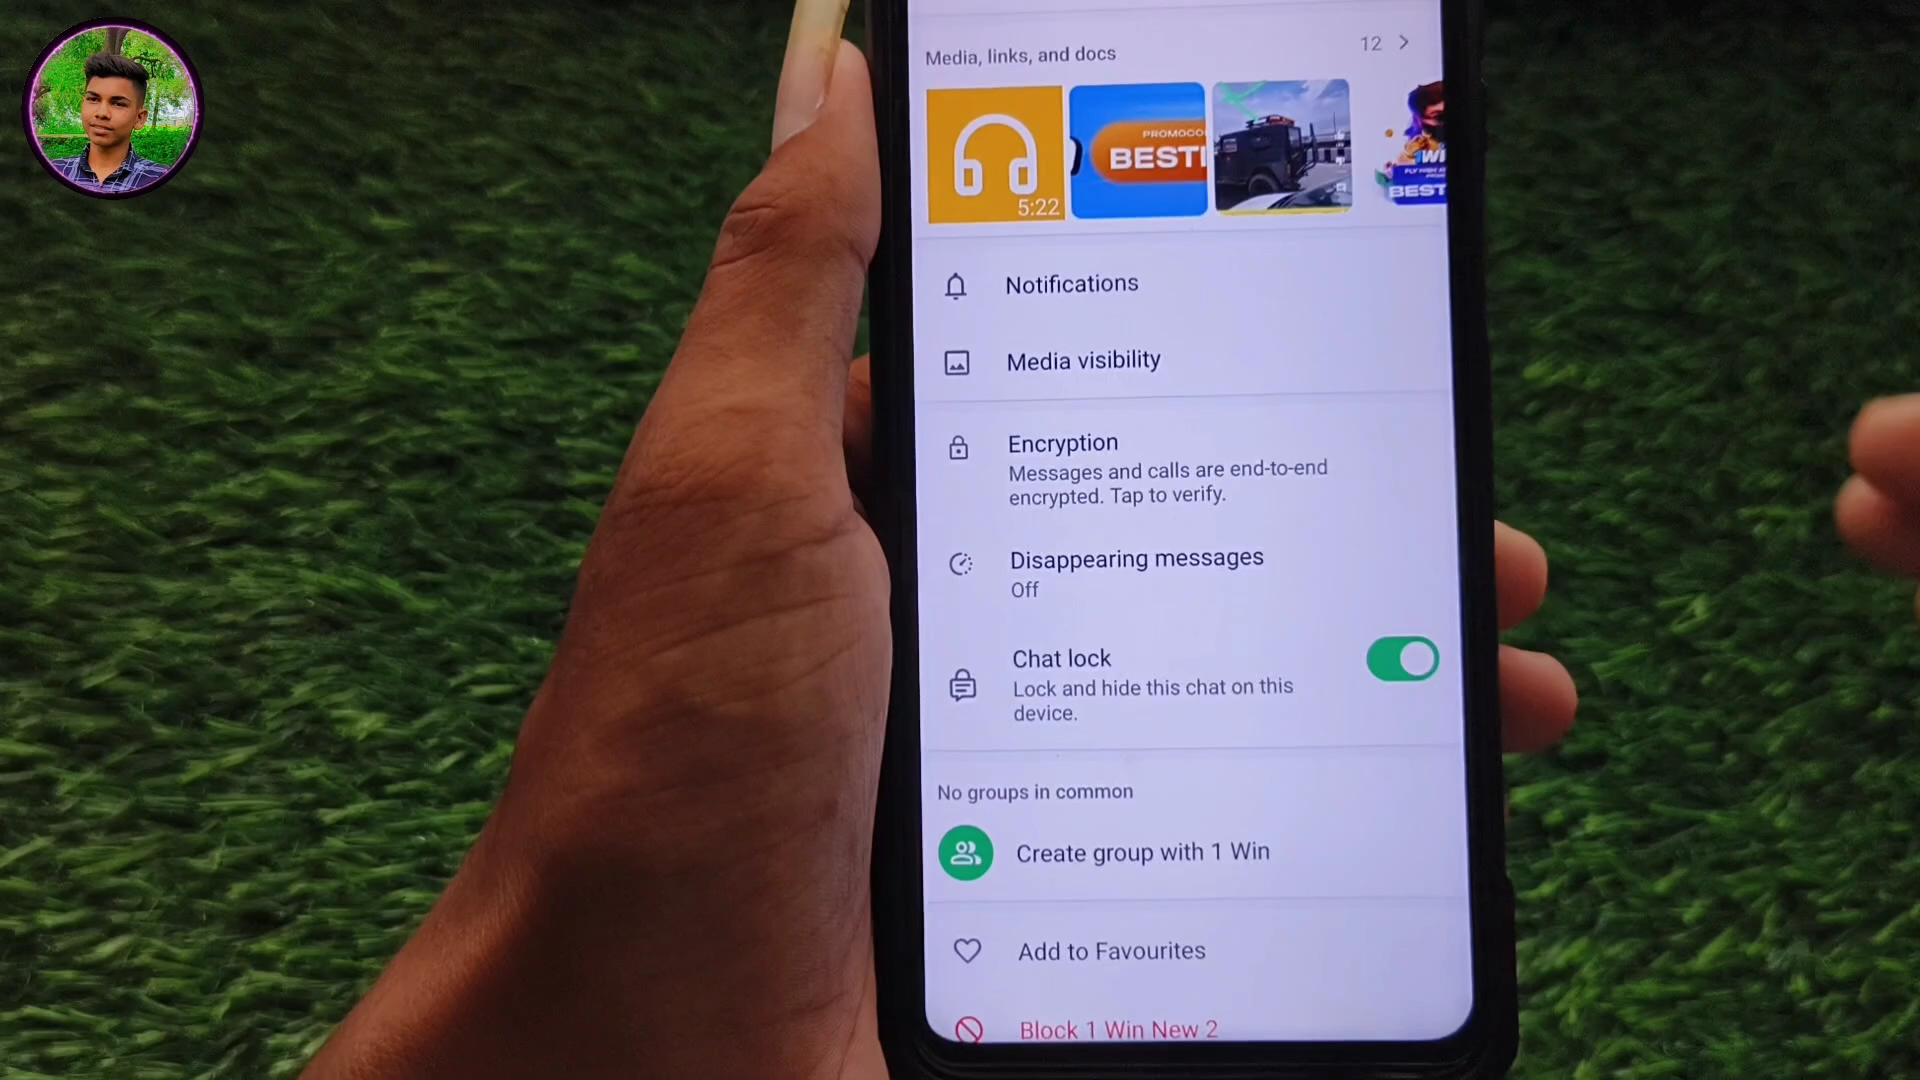 Media, links, and docs
12
5:22
PROMOCO
BEST
WI
BEST
Notifications
Media visibility
Encryption
Messages and calls are end-to-end
encrypted. Tap to verify.
Disappearing messages
Off
Chat lock
Lock and hide this chat on this
device.
No groups in common
Create group with 1 Win
Add to Favourites
Block 1 Win New 2